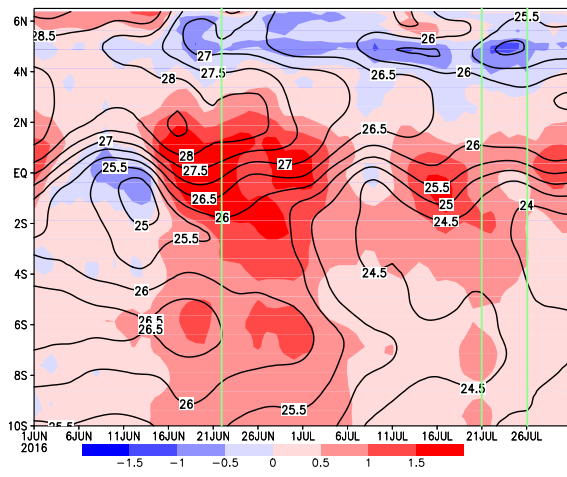 6N 25.5
28.5 26
27
4N 28 27.5 26.5 26
2N 26.5
27 28 26
EQ 25.5 27.5 27
26.5 25.5
25 26 25 24
2S 25.5 24.5
4S 24.5
26
6S 26.5
26.5
8S 24.5
26 25.5
10S 25.5
1JUN 6JUN 11JUN 16JUN 21JUN 26JUN 1JUL 6JUL 11JUL 16JUL 21JUL 26JUL
2016
−1.5 −1 −0.5 0 0.5 1 1.5